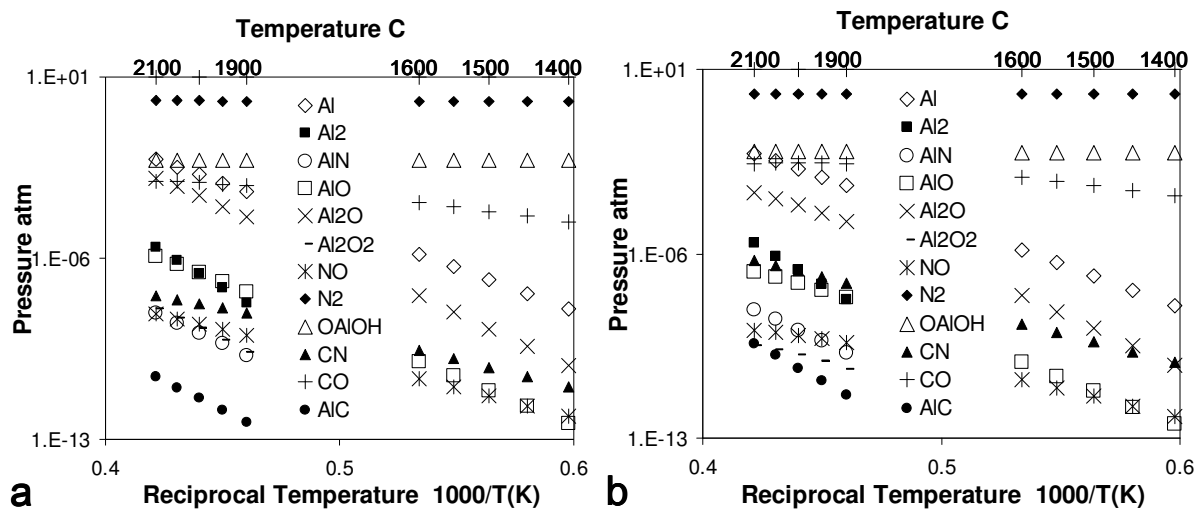 Temperature C
2100 1900 1600 1500 1400
1.E+01
1.E-06
1.E-13
Pressure atm
Al
Al2
AlN
AlO
Al2O
Al2O2
NO
N2
OAlOH
CN
CO
AlC
0.4 0.5 0.6
Reciprocal Temperature 1000/T(K)
a
Temperature C
2100 1900 1600 1500 1400
1.E+01
1.E-06
1.E-13
Pressure atm
Al
Al2
AlN
AlO
Al2O
Al2O2
NO
N2
OAlOH
CN
CO
AlC
0.4 0.5 0.6
Reciprocal Temperature 1000/T(K)
b